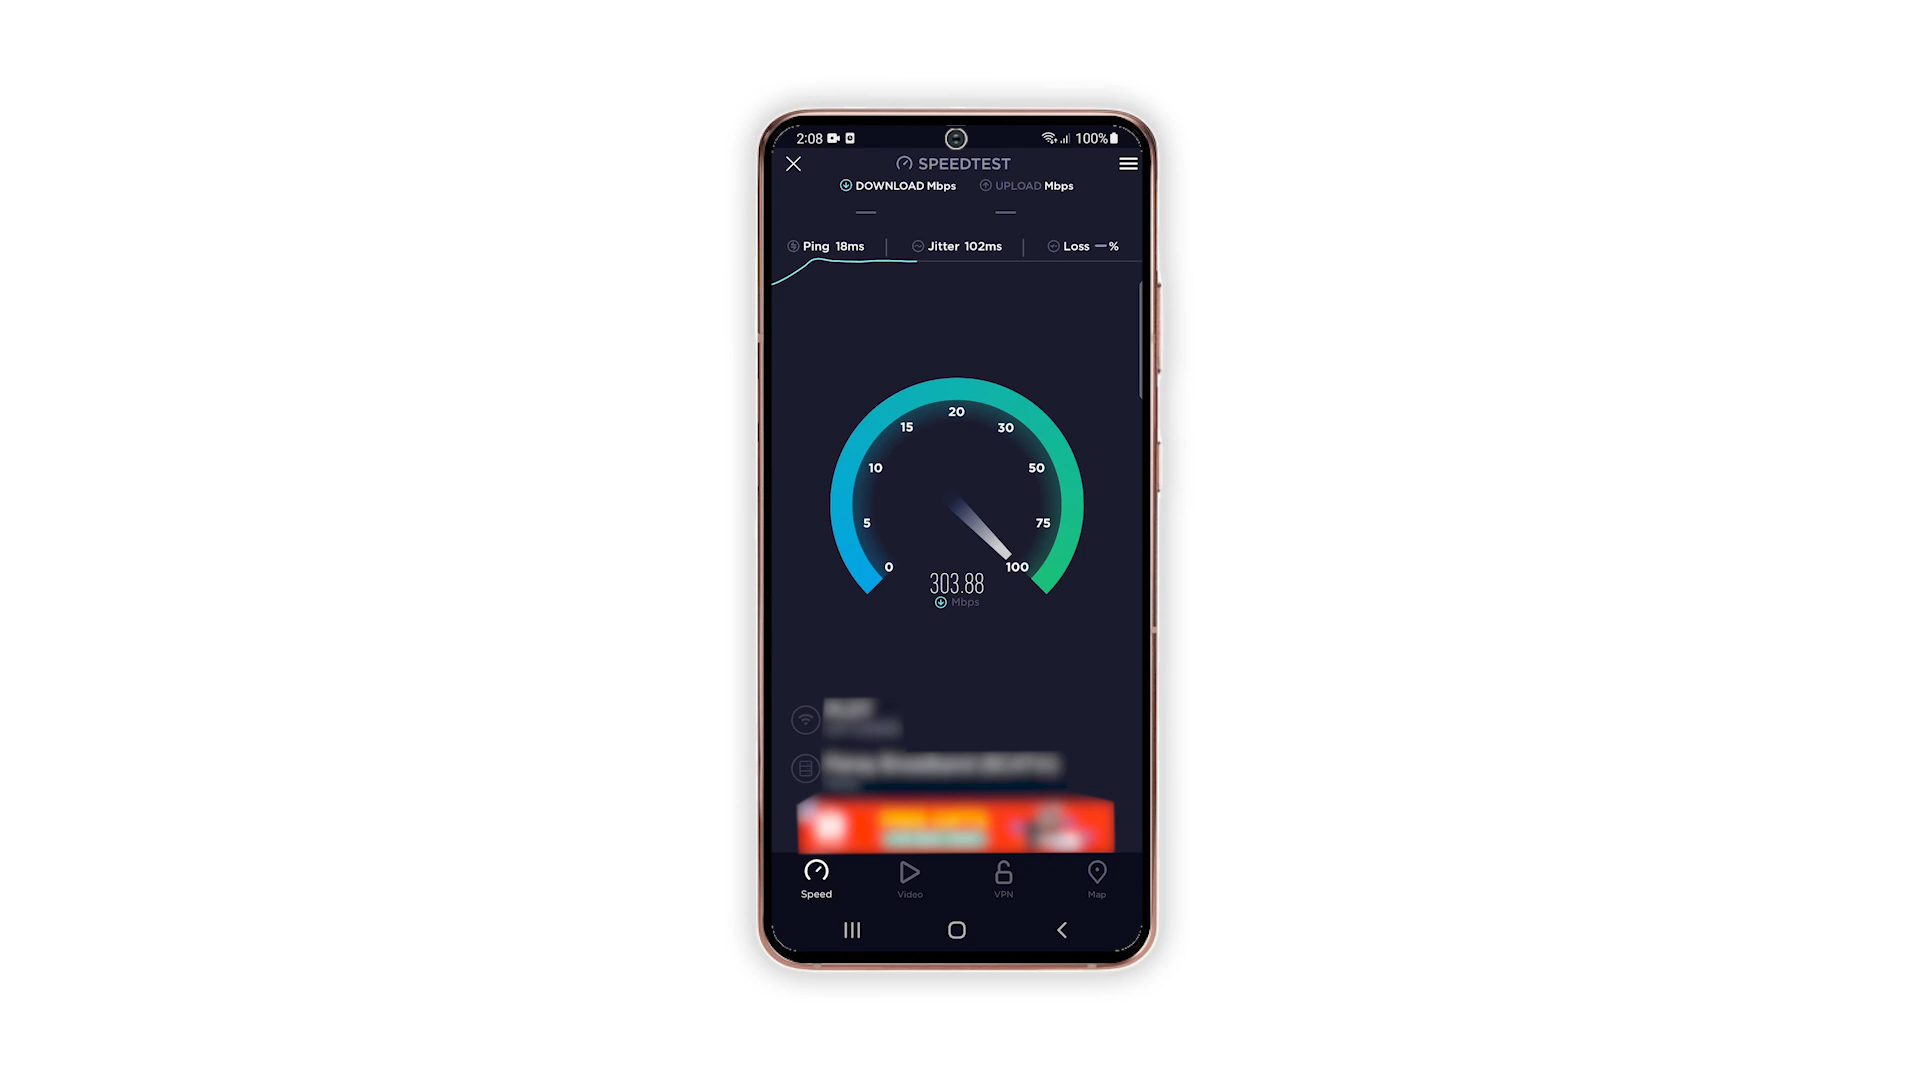 2:08 100%
SPEEDTEST
DOWNLOAD Mbps UPLOAD Mbps
Ping 18ms Jitter 102ms Loss —%
20
15 30
10 50
5 75
0 100
303.88
Mbps
Speed Video VPN Map